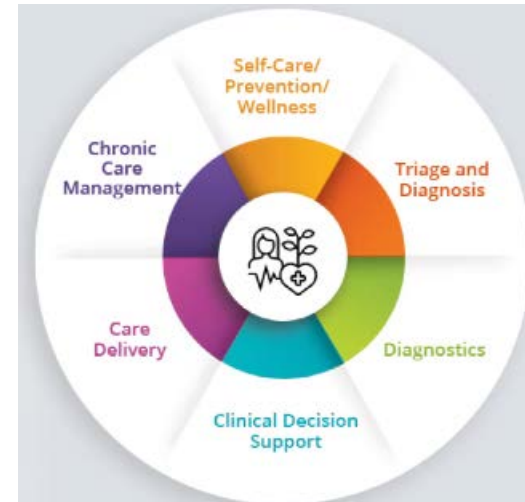 Self-Care/
Prevention/
Wellness
Triage and
Diagnosis
Diagnostics
Clinical Decision
Support
Care
Delivery
Chronic
Care
Management